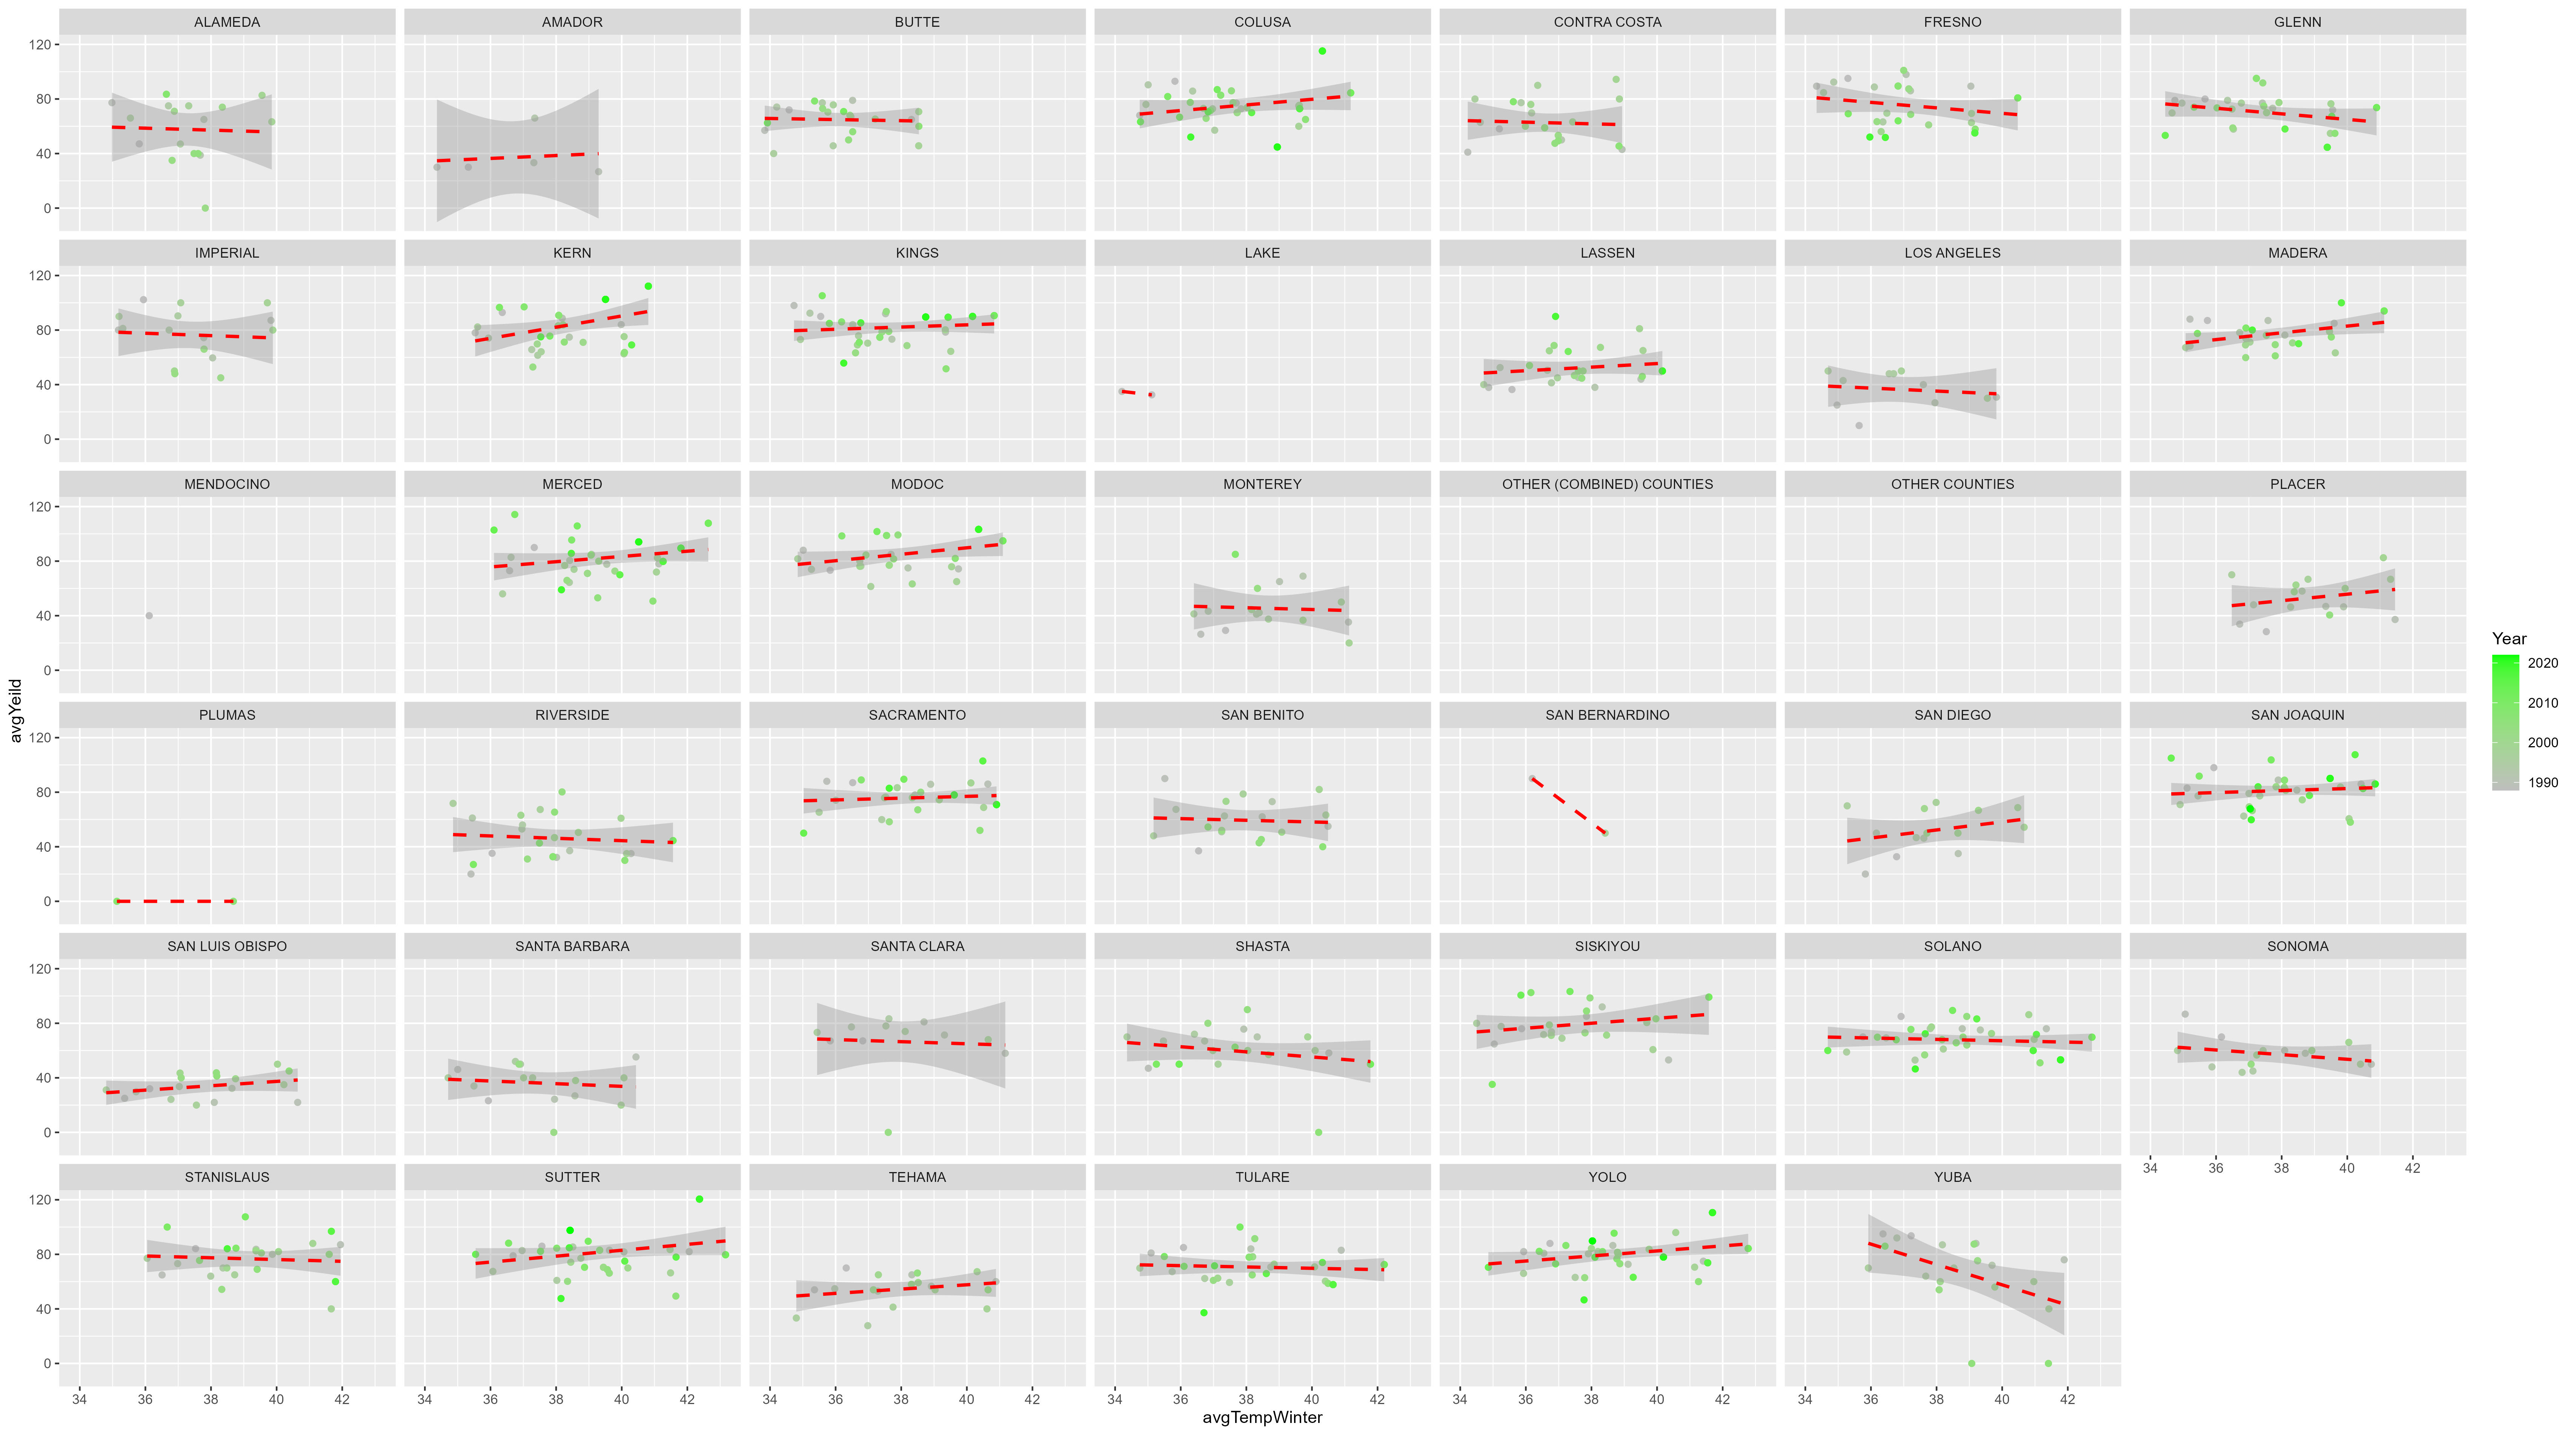 ALAMEDA AMADOR BUTTE COLUSA CONTRA COSTA FRESNO GLENN
120
80
40
0
IMPERIAL KERN KINGS LAKE LASSEN LOS ANGELES MADERA
120
80
40
0
MENDOCINO MERCED MODOC MONTEREY OTHER (COMBINED) COUNTIES OTHER COUNTIES PLACER
120
80
40
0
PLUMAS RIVERSIDE SACRAMENTO SAN BENITO SAN BERNARDINO SAN DIEGO SAN JOAQUIN
120
80
40
0
SAN LUIS OBISPO SANTA BARBARA SANTA CLARA SHASTA SISKIYOU SOLANO SONOMA
120
80
40
0
34 36 38 40 42
STANISLAUS SUTTER TEHAMA TULARE YOLO YUBA
120
80
40
0
34 36 38 40 42 34 36 38 40 42 34 36 38 40 42 34 36 38 40 42 34 36 38 40 42 34 36 38 40 42
avgTempWinter
avgYeild
Year
2020
2010
2000
1990